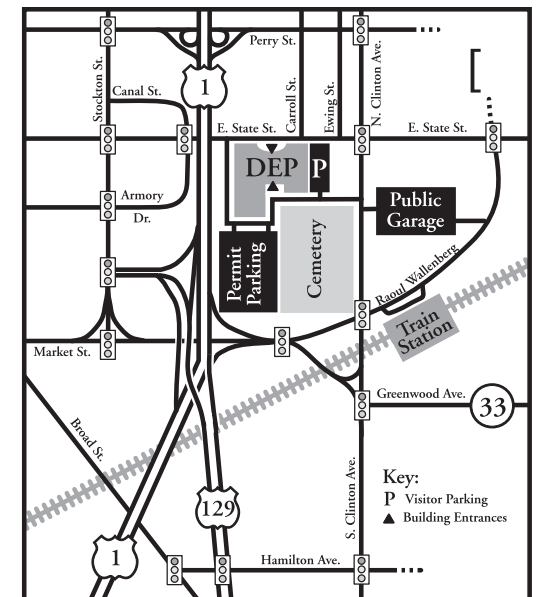 Perry St.
Stockton St.
1
N. Clinton Ave.
Canal St.
Carroll St.
Ewing St.
E. State St.
E. State St.
DEP
P
Armory
Dr.
Public
Garage
Permit
Parking
Cemetery
Raoul Wallenberg
Train
Station
Market St.
Greenwood Ave.
33
Broad St.
S. Clinton Ave.
Key:
P Visitor Parking
Building Entrances
129
1
Hamilton Ave.